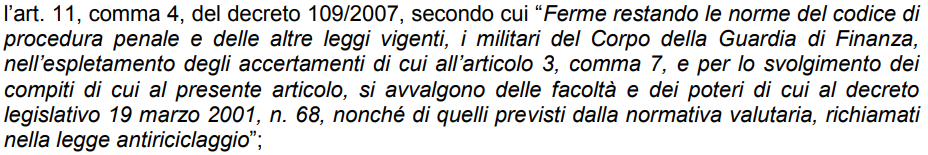 l’art. 11, comma 4, del decreto 109/2007, secondo cui “Ferme restando le norme del codice di
procedura penale e delle altre leggi vigenti, i militari del Corpo della Guardia di Finanza,
nell’espletamento degli accertamenti di cui all’articolo 3, comma 7, e per lo svolgimento dei
compiti di cui al presente articolo, si avvalgono delle facoltà e dei poteri di cui al decreto
legislativo 19 marzo 2001, n. 68, nonché di quelli previsti dalla normativa valutaria, richiamati
nella legge antiriciclaggio”;